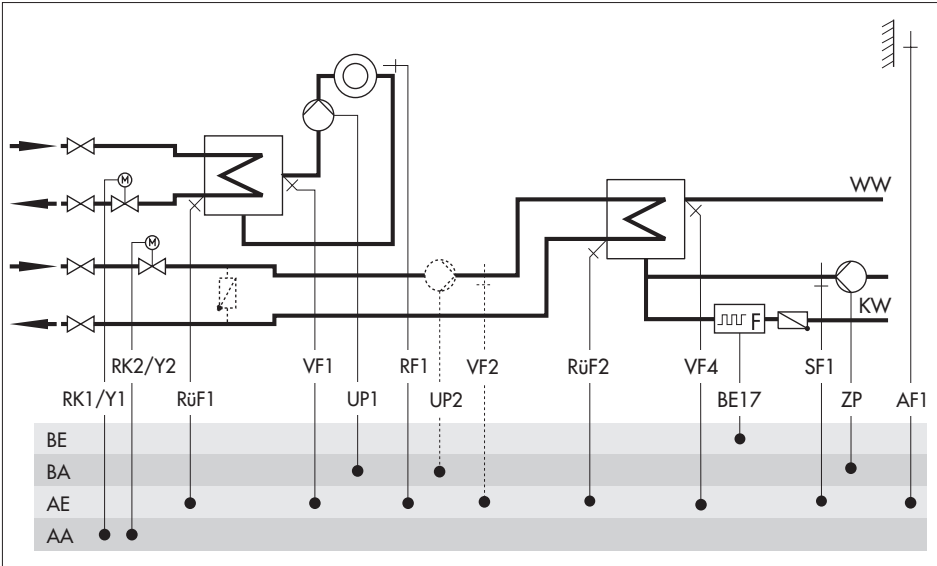 M
M
WW
F
KW
RK2/Y2 VF1 RF1 VF2 RüF2 VF4 SF1
RK1/Y1 RüF1 UP1 UP2 BE17 ZP AF1
BE
BA
AE
AA